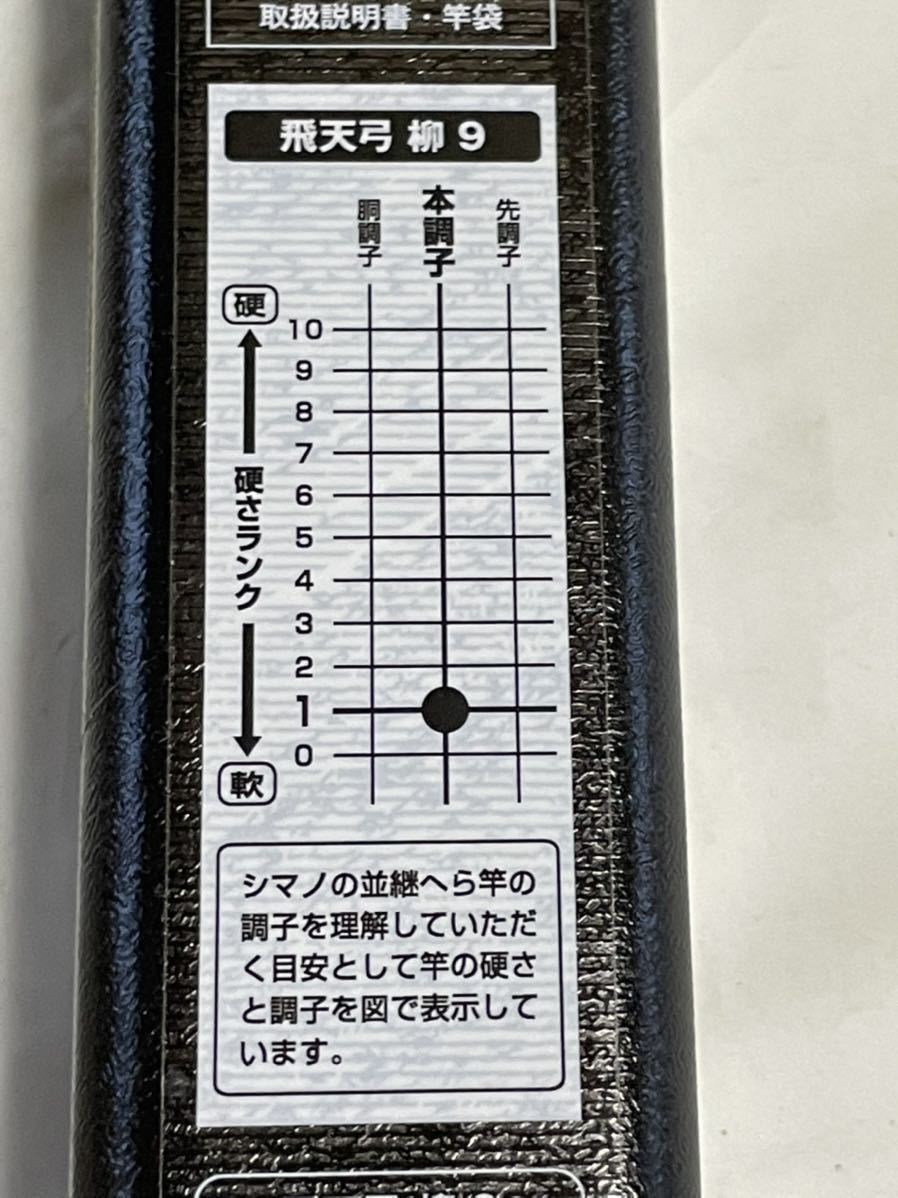 取扱説明書・竿袋
飛天弓 柳 9
胴調子
本調子
先調子
硬
10
9
8
7
6
5
4
3
2
1
0
硬さランク
軟
シマノの並継へら竿の
調子を理解していただ
く目安として竿の硬さ
と調子を図で表示して
います。